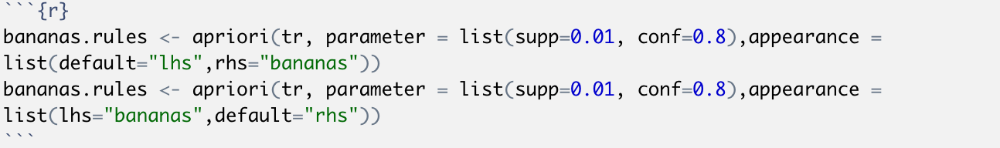 ```{r}
bananas.rules <- apriori(tr, parameter = list(supp=0.01, conf=0.8),appearance =
list(default="lhs",rhs="bananas"))
bananas.rules <- apriori(tr, parameter = list(supp=0.01, conf=0.8),appearance =
list(lhs="bananas",default="rhs"))
```